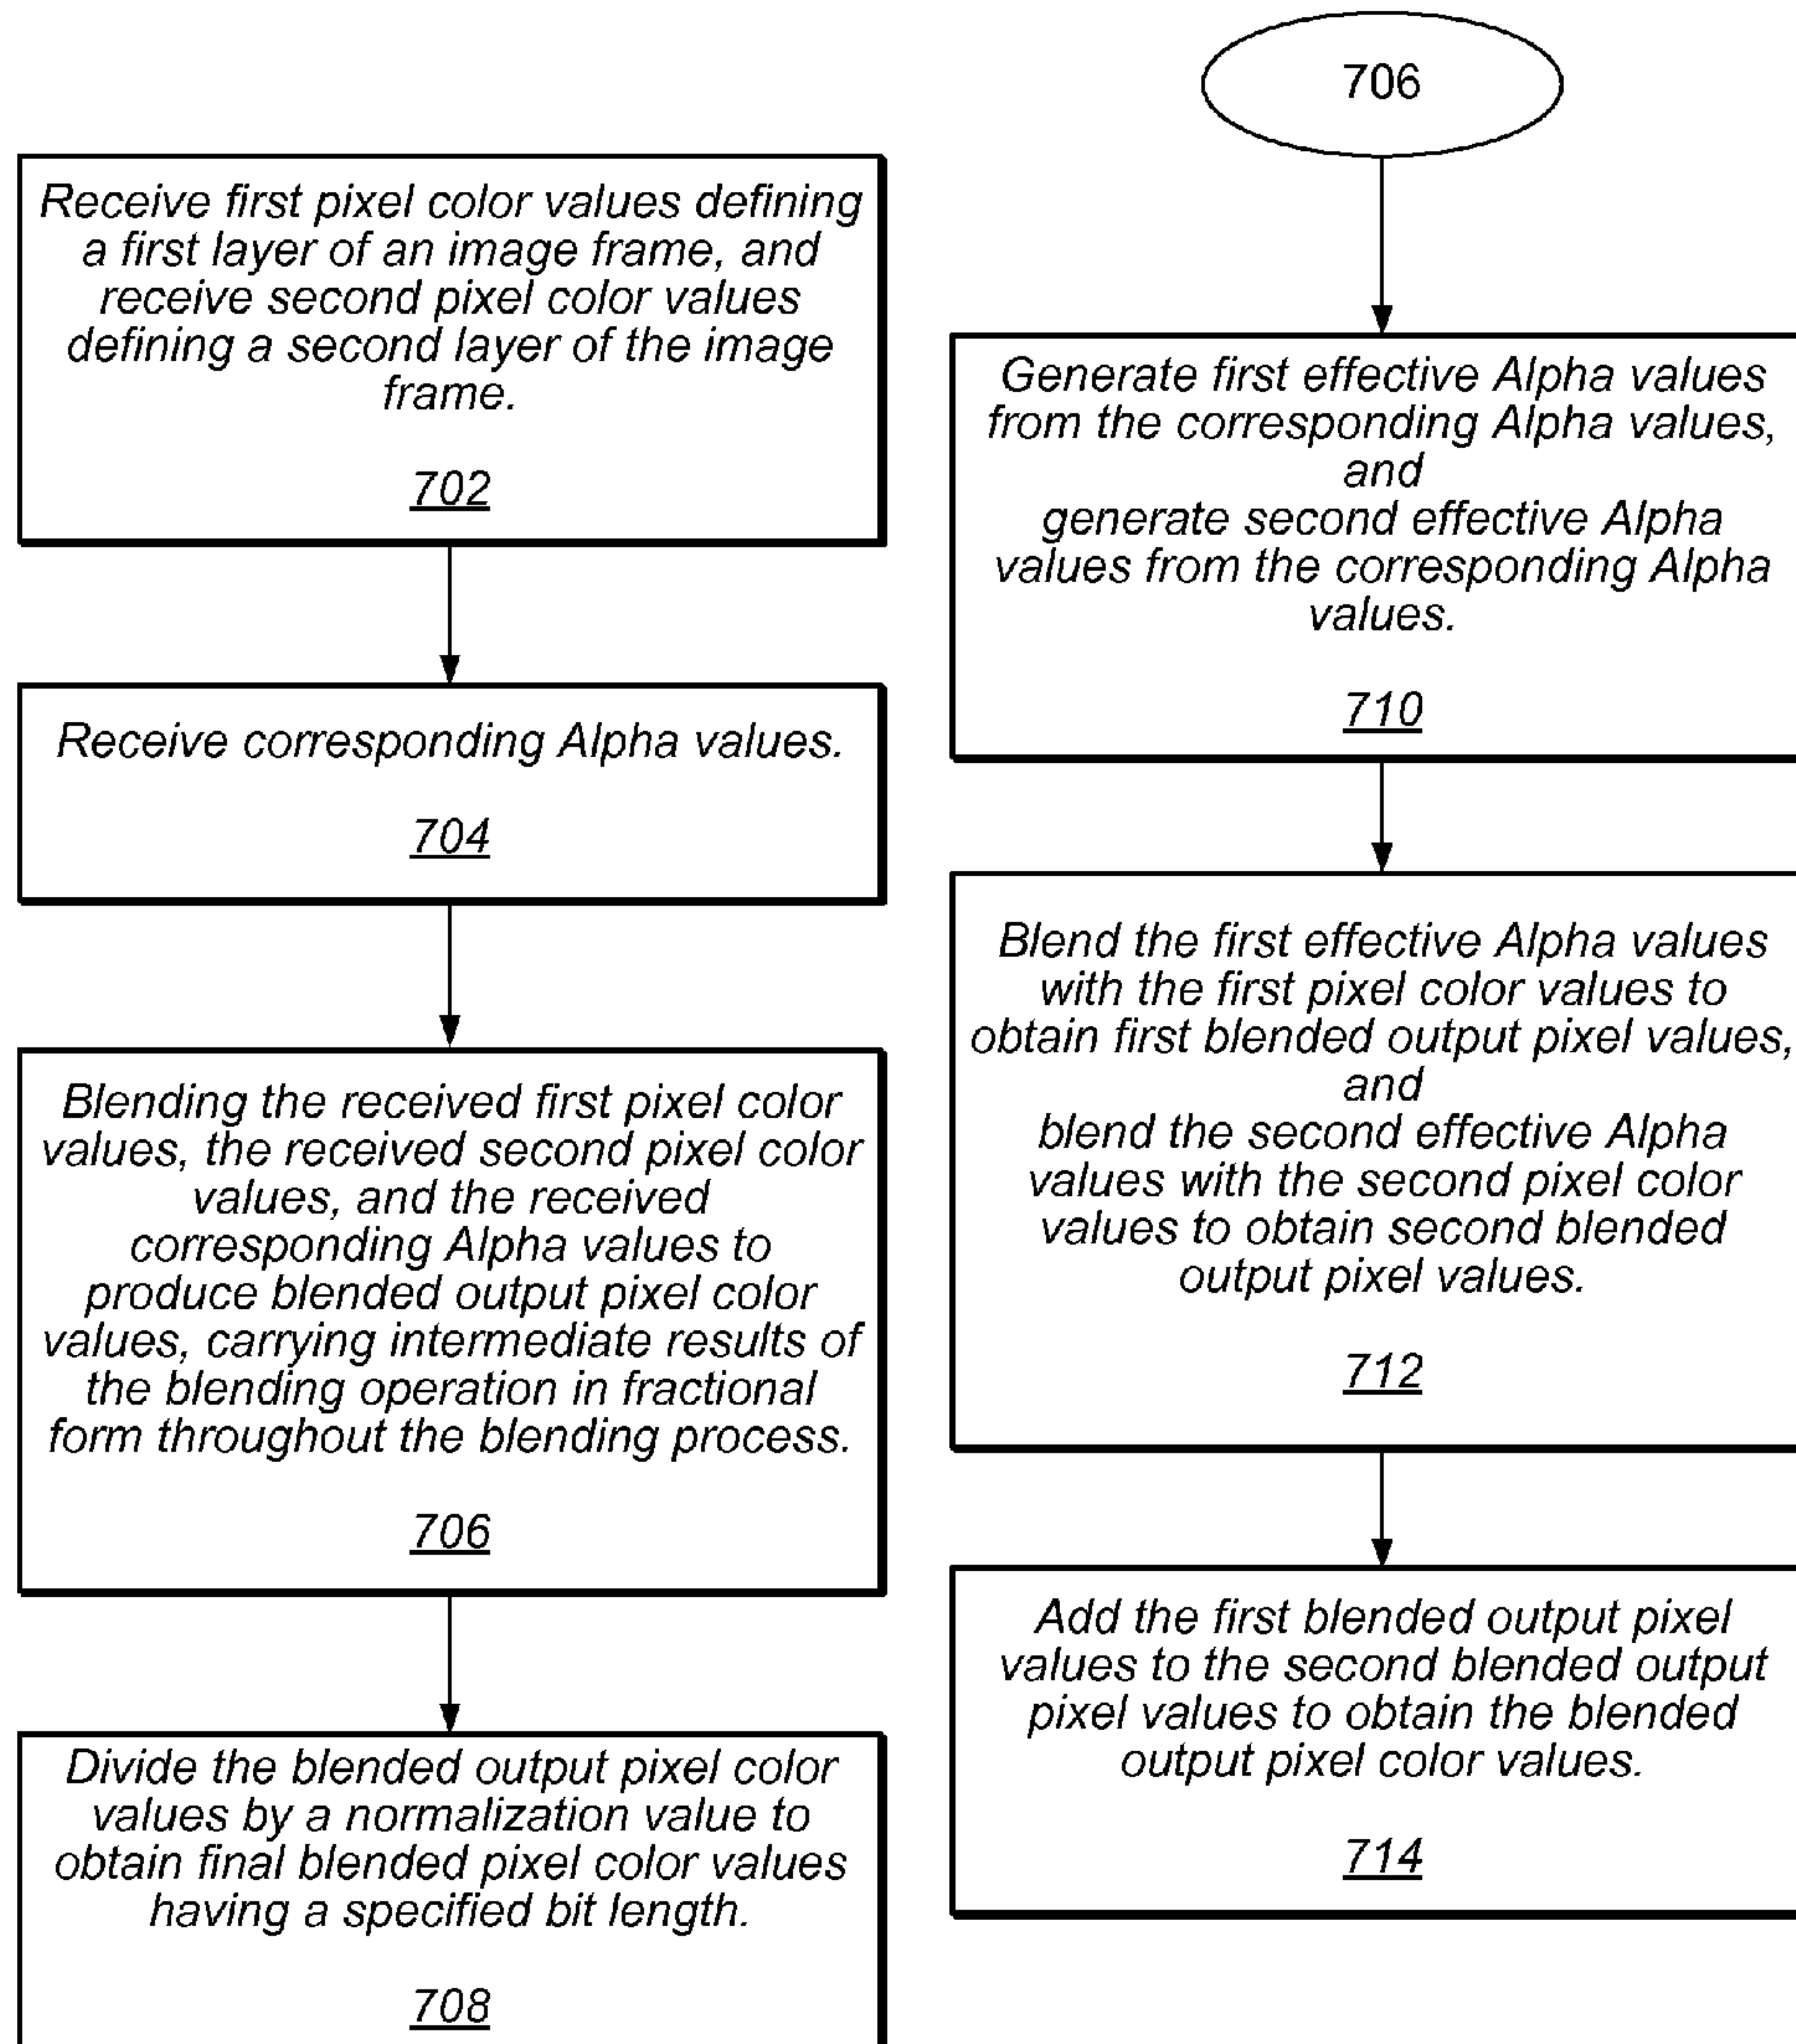 Receive first pixel color values defining
a first layer of an image frame, and
receive second pixel color values
defining a second layer of the image
frame.
702
Receive corresponding Alpha values.
704
Blending the received first pixel color
values, the received second pixel color
values, and the received
corresponding Alpha values to
produce blended output pixel color
values, carrying intermediate results of
the blending operation in fractional
form throughout the blending process.
706
Divide the blended output pixel color
values by a normalization value to
obtain final blended pixel color values
having a specified bit length.
708
706
Generate first effective Alpha values
from the corresponding Alpha values,
and
generate second effective Alpha
values from the corresponding Alpha
values.
710
Blend the first effective Alpha values
with the first pixel color values to
obtain first blended output pixel values,
and
blend the second effective Alpha
values with the second pixel color
values to obtain second blended
output pixel values.
712
Add the first blended output pixel
values to the second blended output
pixel values to obtain the blended
output pixel color values.
714